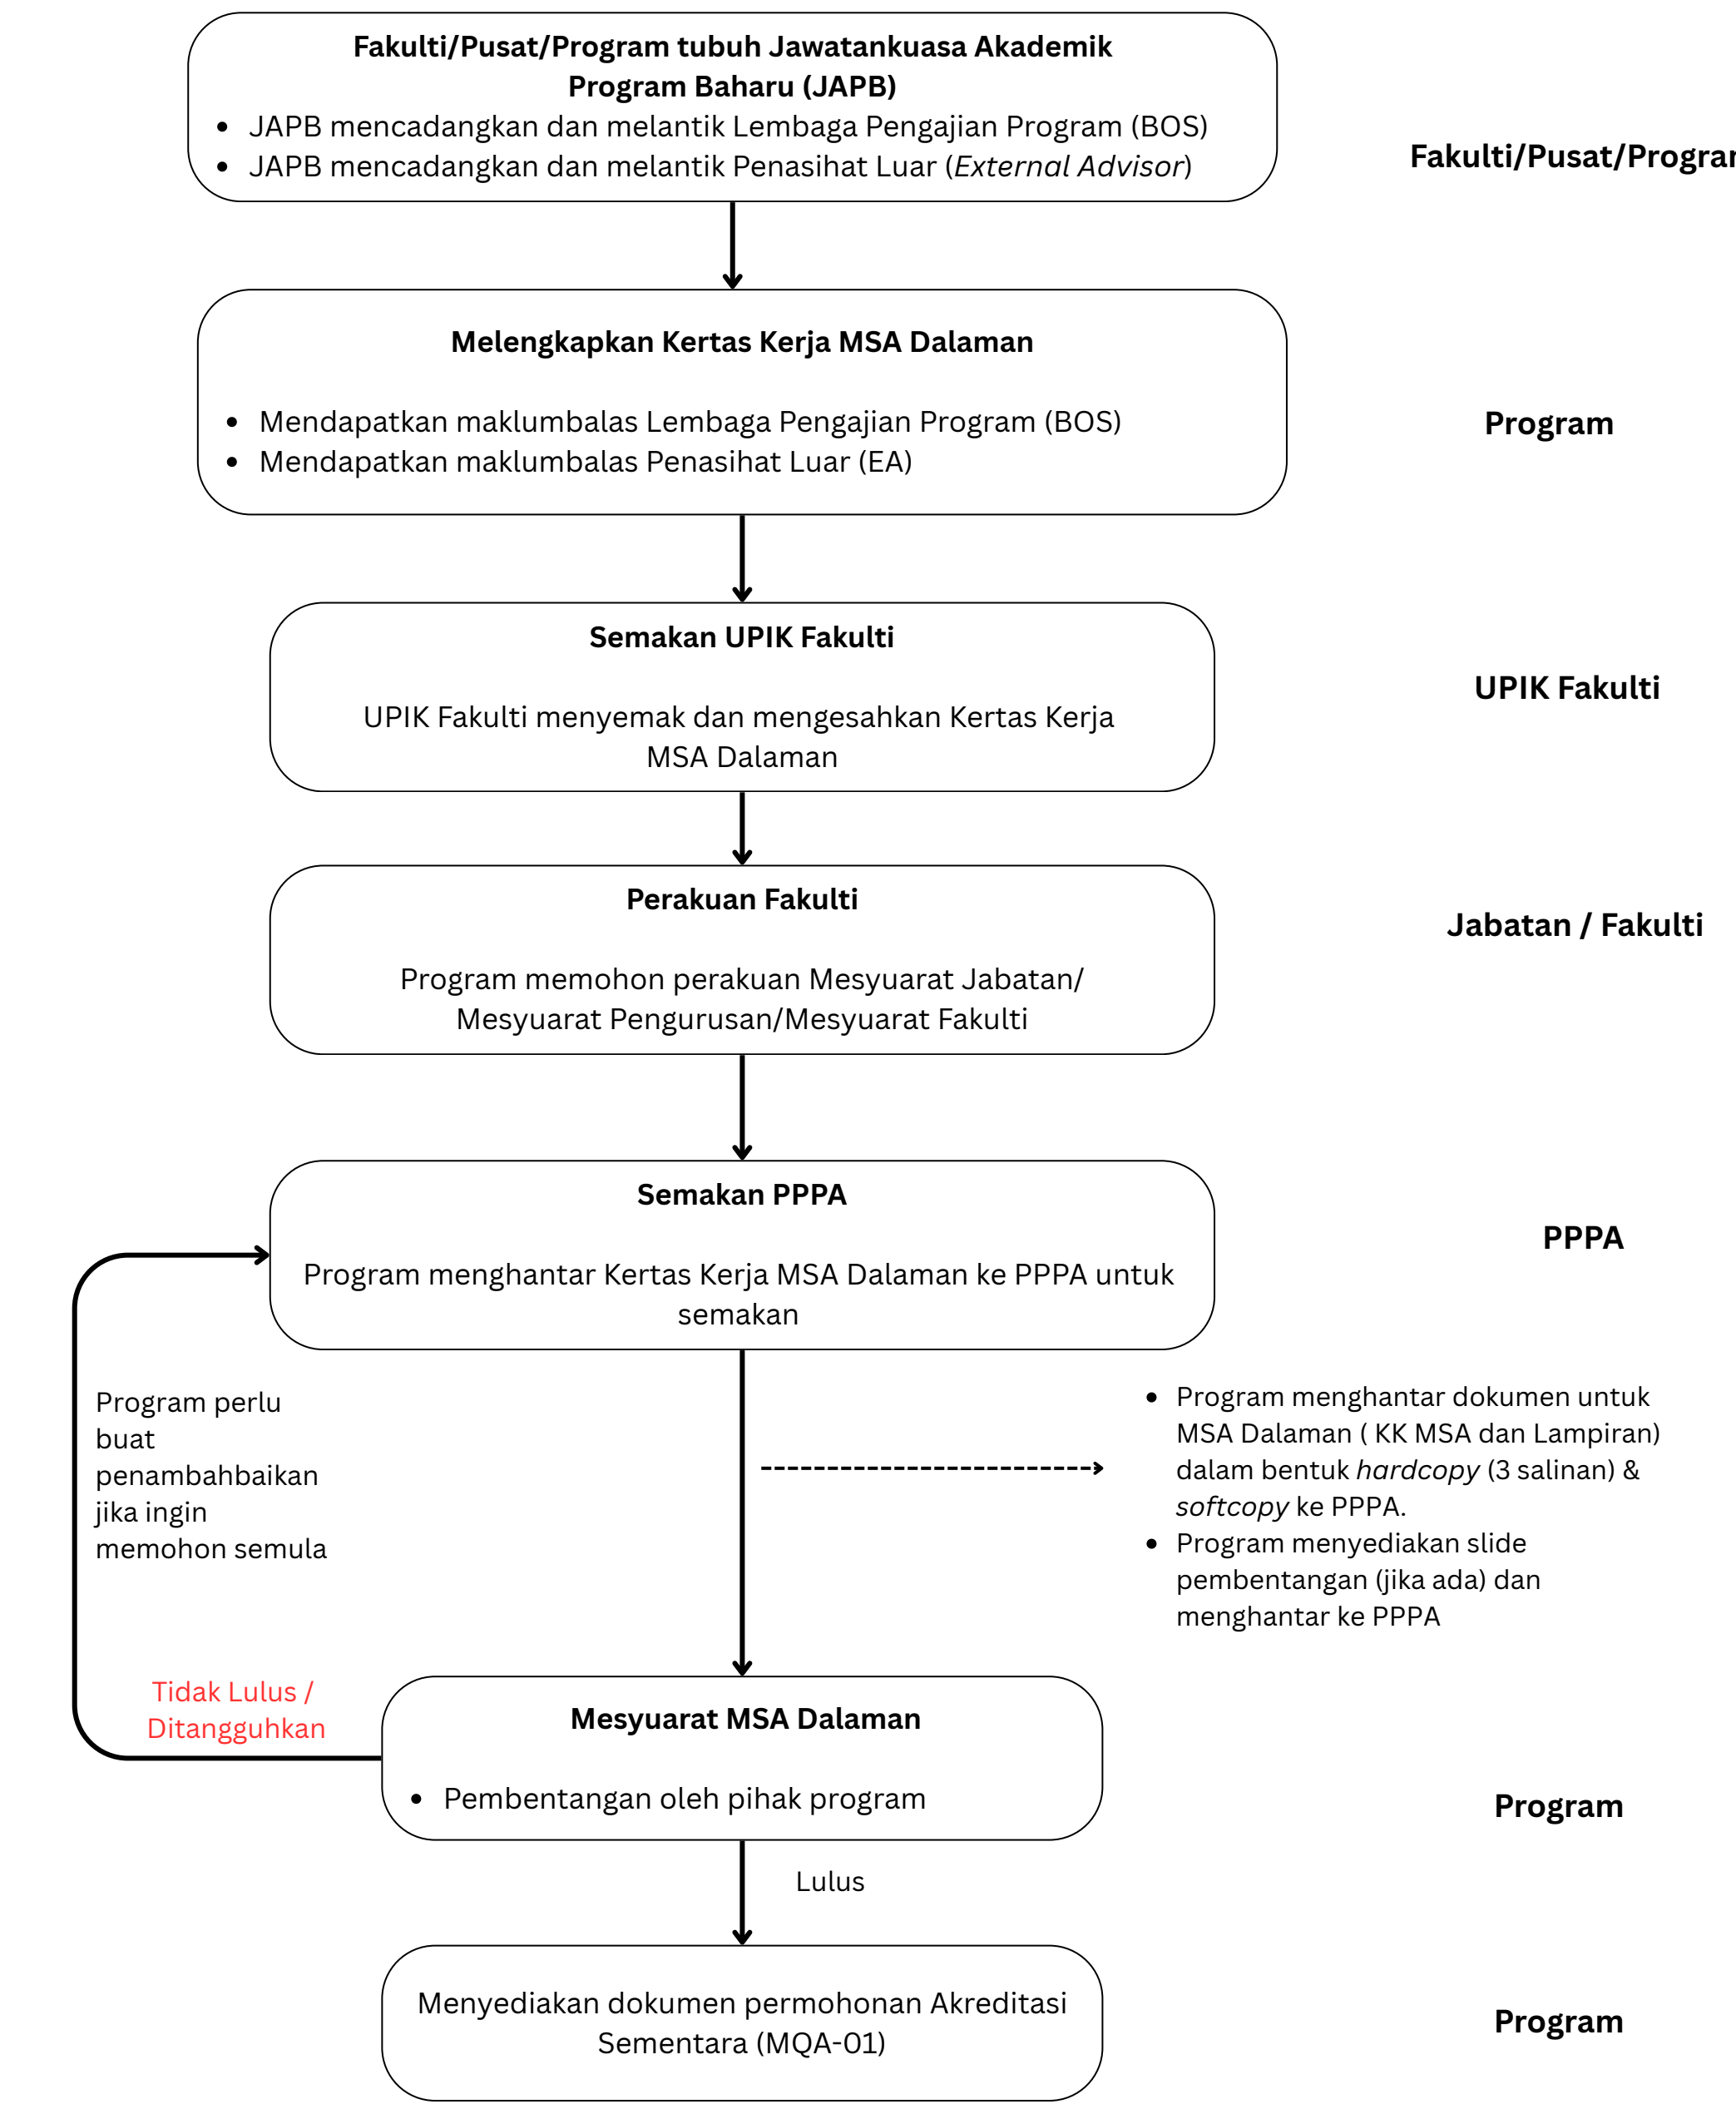 Fakulti/Pusat/Program tubuh Jawatankuasa Akademik
Program Baharu (JAPB)
• JAPB mencadangkan dan melantik Lembaga Pengajian Program (BOS)
• JAPB mencadangkan dan melantik Penasihat Luar (External Advisor)
Fakulti/Pusat/Progra
Melengkapkan Kertas Kerja MSA Dalaman
• Mendapatkan maklumbalas Lembaga Pengajian Program (BOS)
• Mendapatkan maklumbalas Penasihat Luar (EA)
Program
Semakan UPIK Fakulti
UPIK Fakulti menyemak dan mengesahkan Kertas Kerja
MSA Dalaman
UPIK Fakulti
Perakuan Fakulti
Program memohon perakuan Mesyuarat Jabatan/
Mesyuarat Pengurusan/Mesyuarat Fakulti
Jabatan / Fakulti
Semakan PPPA
Program menghantar Kertas Kerja MSA Dalaman ke PPPA untuk
semakan
PPPA
Program perlu
buat
penambahbaikan
jika ingin
memohon semula
• Program menghantar dokumen untuk
MSA Dalaman ( KK MSA dan Lampiran)
dalam bentuk hardcopy (3 salinan) &
softcopy ke PPPA.
• Program menyediakan slide
pembentangan (jika ada) dan
menghantar ke PPPA
Tidak Lulus /
Ditangguhkan
Mesyuarat MSA Dalaman
• Pembentangan oleh pihak program
Program
Lulus
Menyediakan dokumen permohonan Akreditasi
Sementara (MQA-01)
Program